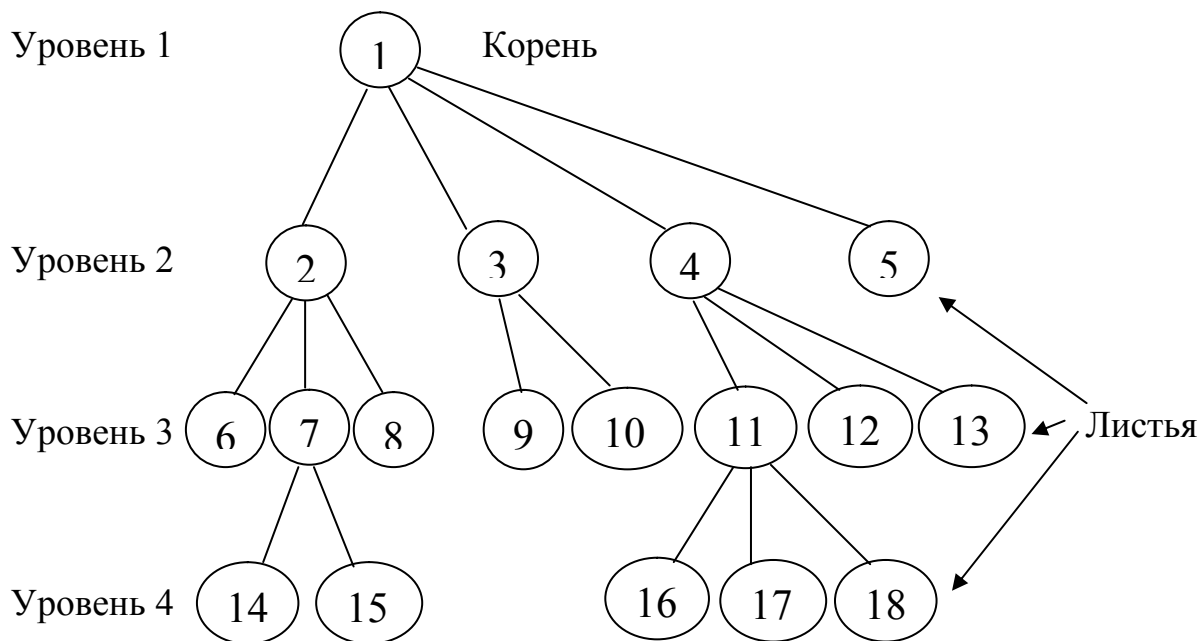 Уровень 1 1 Корень
Уровень 2 2 3 4 5
Уровень 3 6 7 8 9 10 11 12 13 Листья
Уровень 4 14 15 16 17 18